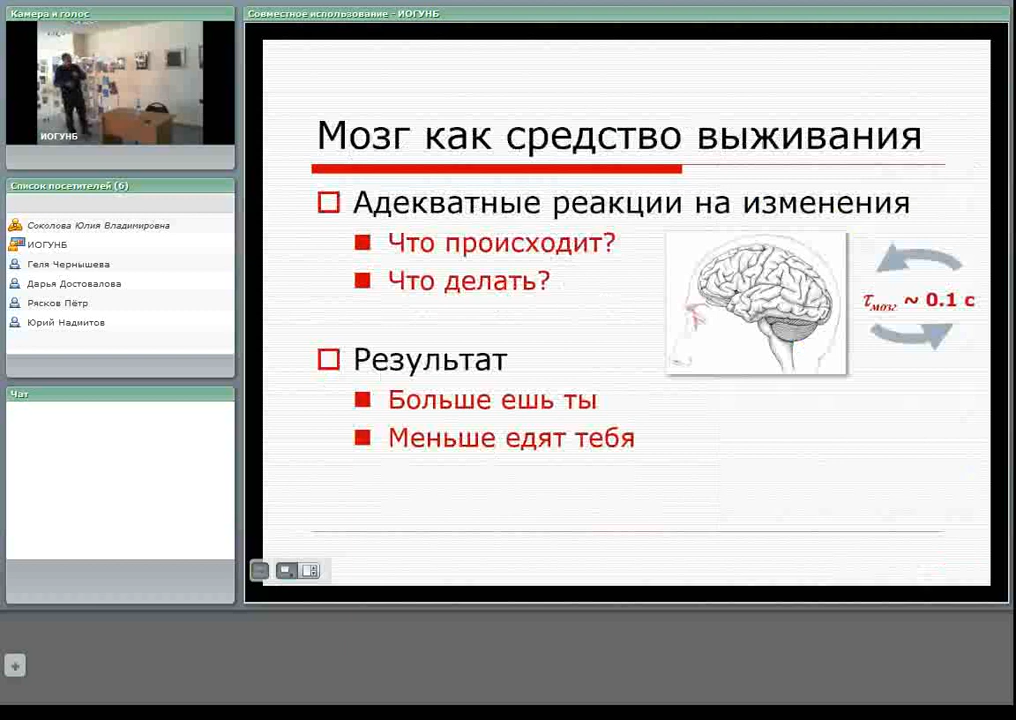 Камера и голос
ИОГУНБ
Список посетителей (6)
Соколова Юлия Владимировна
ИОГУНБ
Геля Чернышева
Дарья Достовалова
Рясков Пётр
Юрий Надмитов
Чат
Совместное использование - ИОГУНБ
Мозг как средство выживания
Адекватные реакции на изменения
Что происходит?
Что делать?
τмозг ~ 0.1 с
Результат
Больше ешь ты
Меньше едят тебя